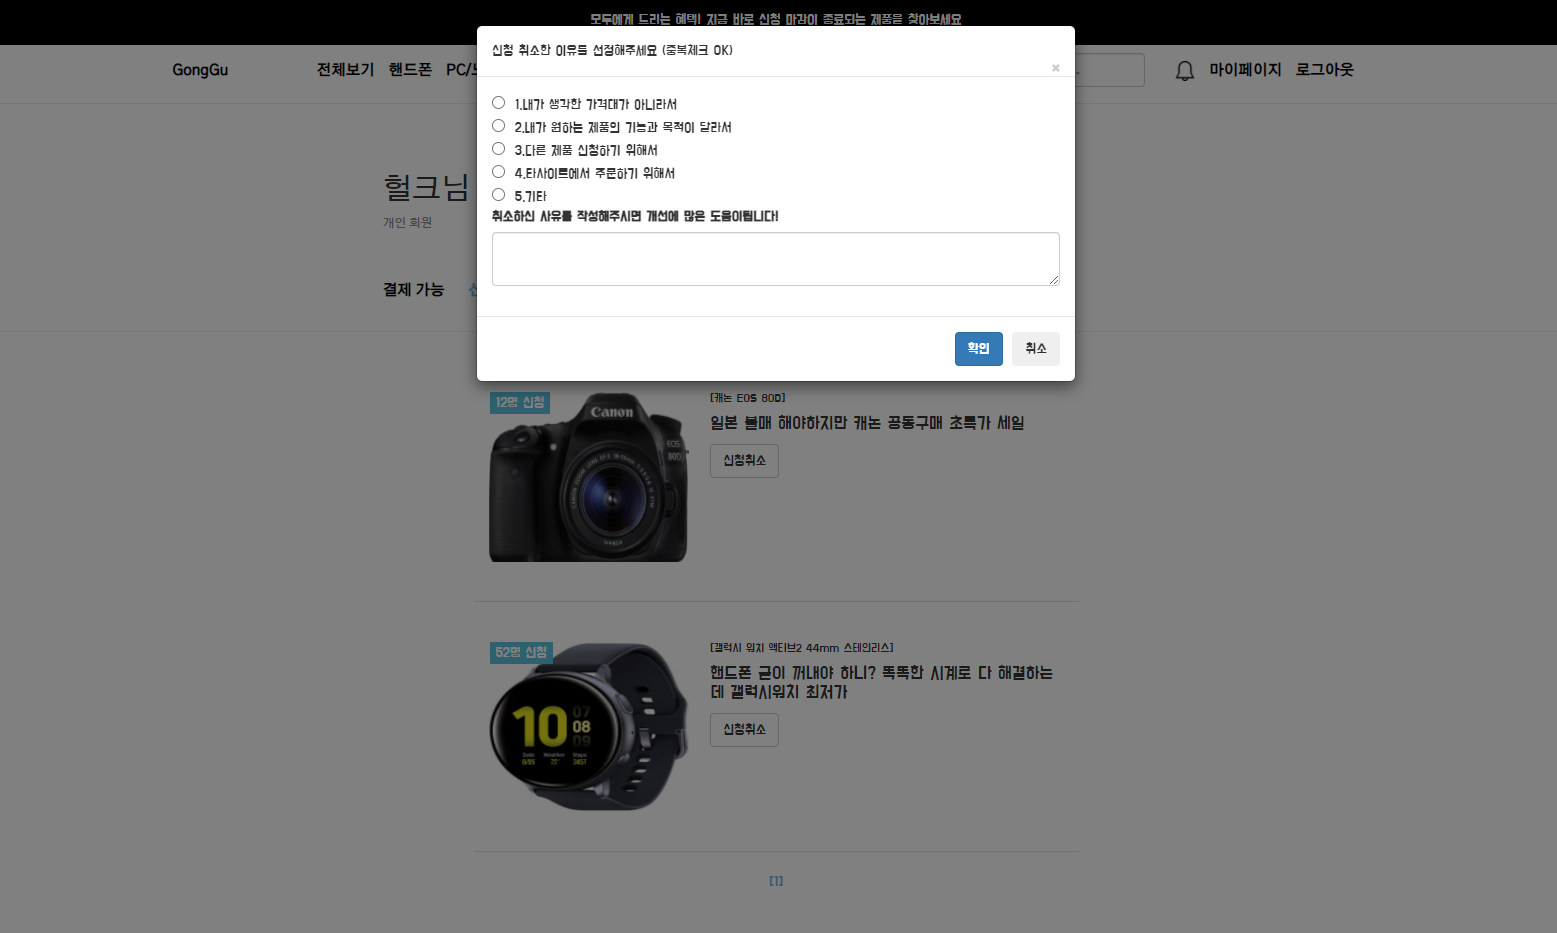 모두에게 드리는 혜택! 지금 바로 신청 마감이 종료되는 제품을 찾아보세요
GongGu 전체보기 핸드폰 마이페이지 로그아웃
신청 취소한 이유를 선정해주세요 (중복체크 OK)
1.내가 생각한 가격대가 아니라서
2.내가 원하는 제품의 기능과 목적이 달라서
3.다른 제품 신청하기 위해서
4.타사이트에서 주문하기 위해서
5.기타
취소하신 사유를 작성해주시면 개선에 많은 도움이됩니다!
확인 취소
헐크님
개인 회원
결제 가능
12명 신청
Canon
EOS
80D
[캐논 EOS 80D]
일본 불매 해야하지만 캐논 공동구매 초특가 세일
신청취소
52명 신청
10
07
08
09
[갤럭시 워치 액티브2 44mm 스테인리스]
핸드폰 굳이 꺼내야 하니? 똑똑한 시계로 다 해결하는
데 갤럭시워치 최저가
신청취소
[1]